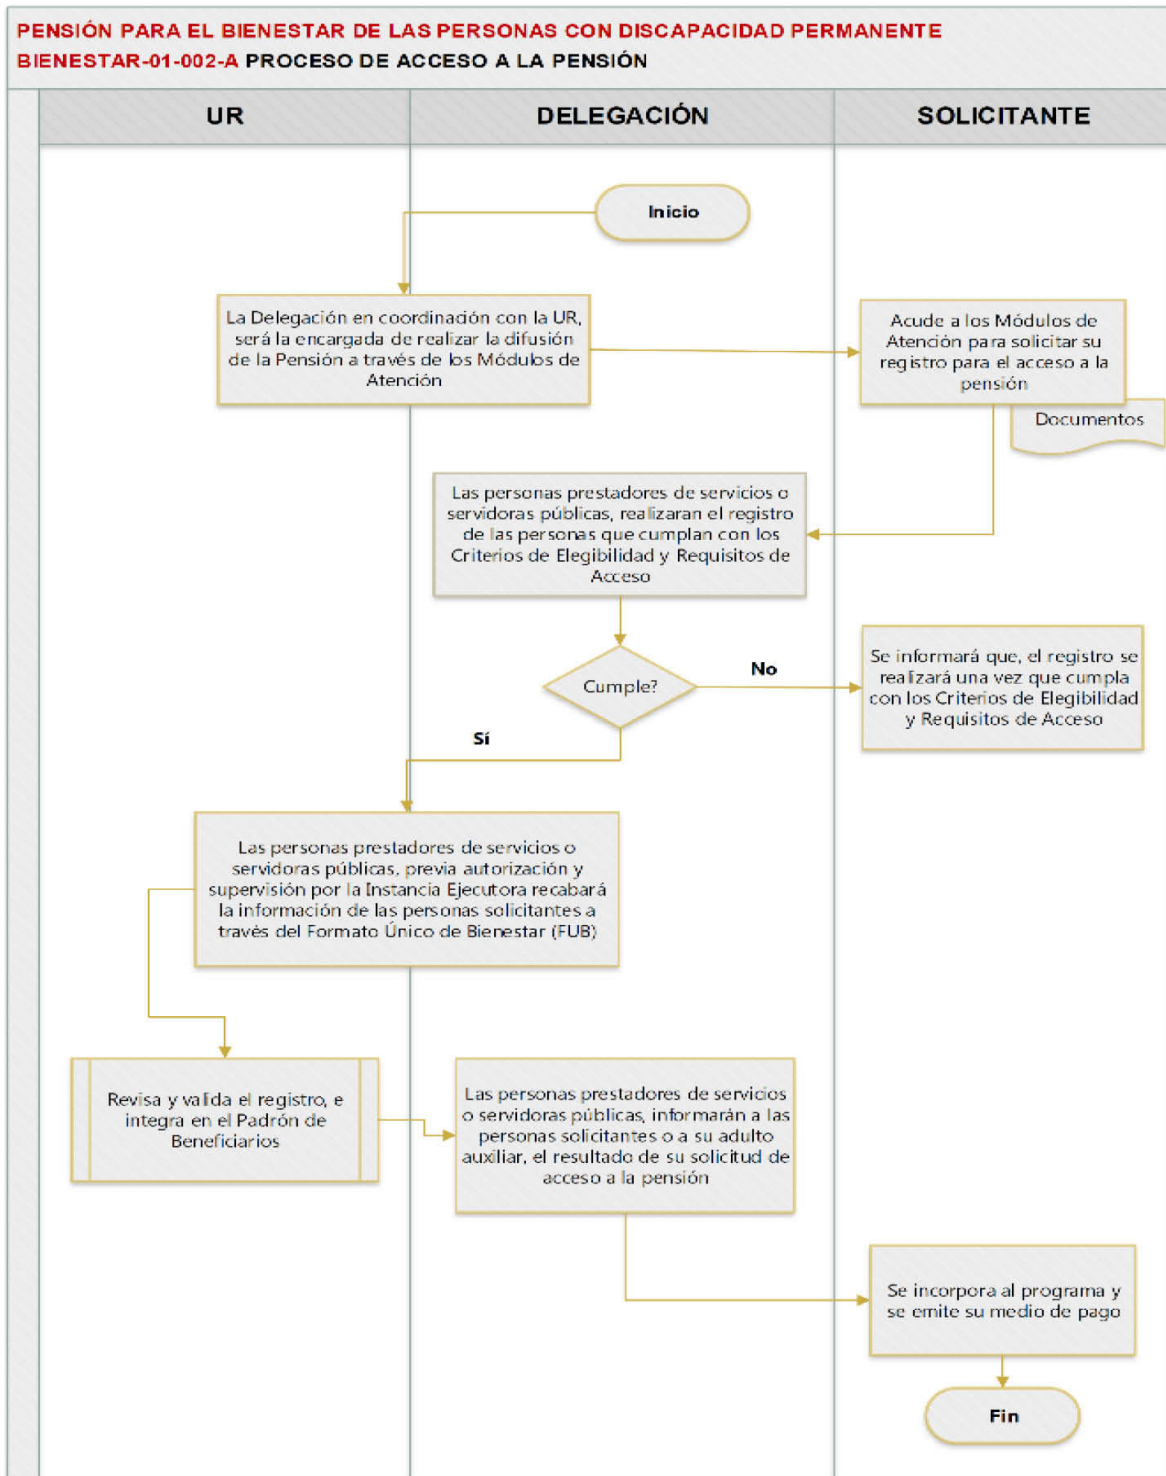 PENSIÓN PARA EL BIENESTAR DE LAS PERSONAS CON DISCAPACIDAD PERMANENTE
BIENESTAR-01-002-A PROCESO DE ACCESO A LA PENSIÓN
UR
DELEGACIÓN
SOLICITANTE
Inicio
La Delegación en coordinación con la UR,
será la encargada de realizar la difusión
de la Pensión a través de los Módulos de
Atención
Acude a los Módulos de
Atención para solicitar su
registro para el acceso a la
pensión
Documentos
Las personas prestadores de servicios o
servidoras públicas, realizaran el registro
de las personas que cumplan con los
Criterios de Elegibilidad y Requisitos de
Acceso
Cumple?
No
Se informará que, el registro se
realizará una vez que cumpla
con los Criterios de Elegibilidad
y Requisitos de Acceso
Sí
Las personas prestadores de servicios o
servidoras públicas, previa autorización y
supervisión por la Instancia Ejecutora recabará
la información de las personas solicitantes a
través del Formato Único de Bienestar (FUB)
Revisa y valida el registro, e
integra en el Padrón de
Beneficiarios
Las personas prestadores de servicios
o servidoras públicas, informarán a las
personas solicitantes o a su adulto
auxiliar, el resultado de su solicitud de
acceso a la pensión
Se incorpora al programa y
se emite su medio de pago
Fin